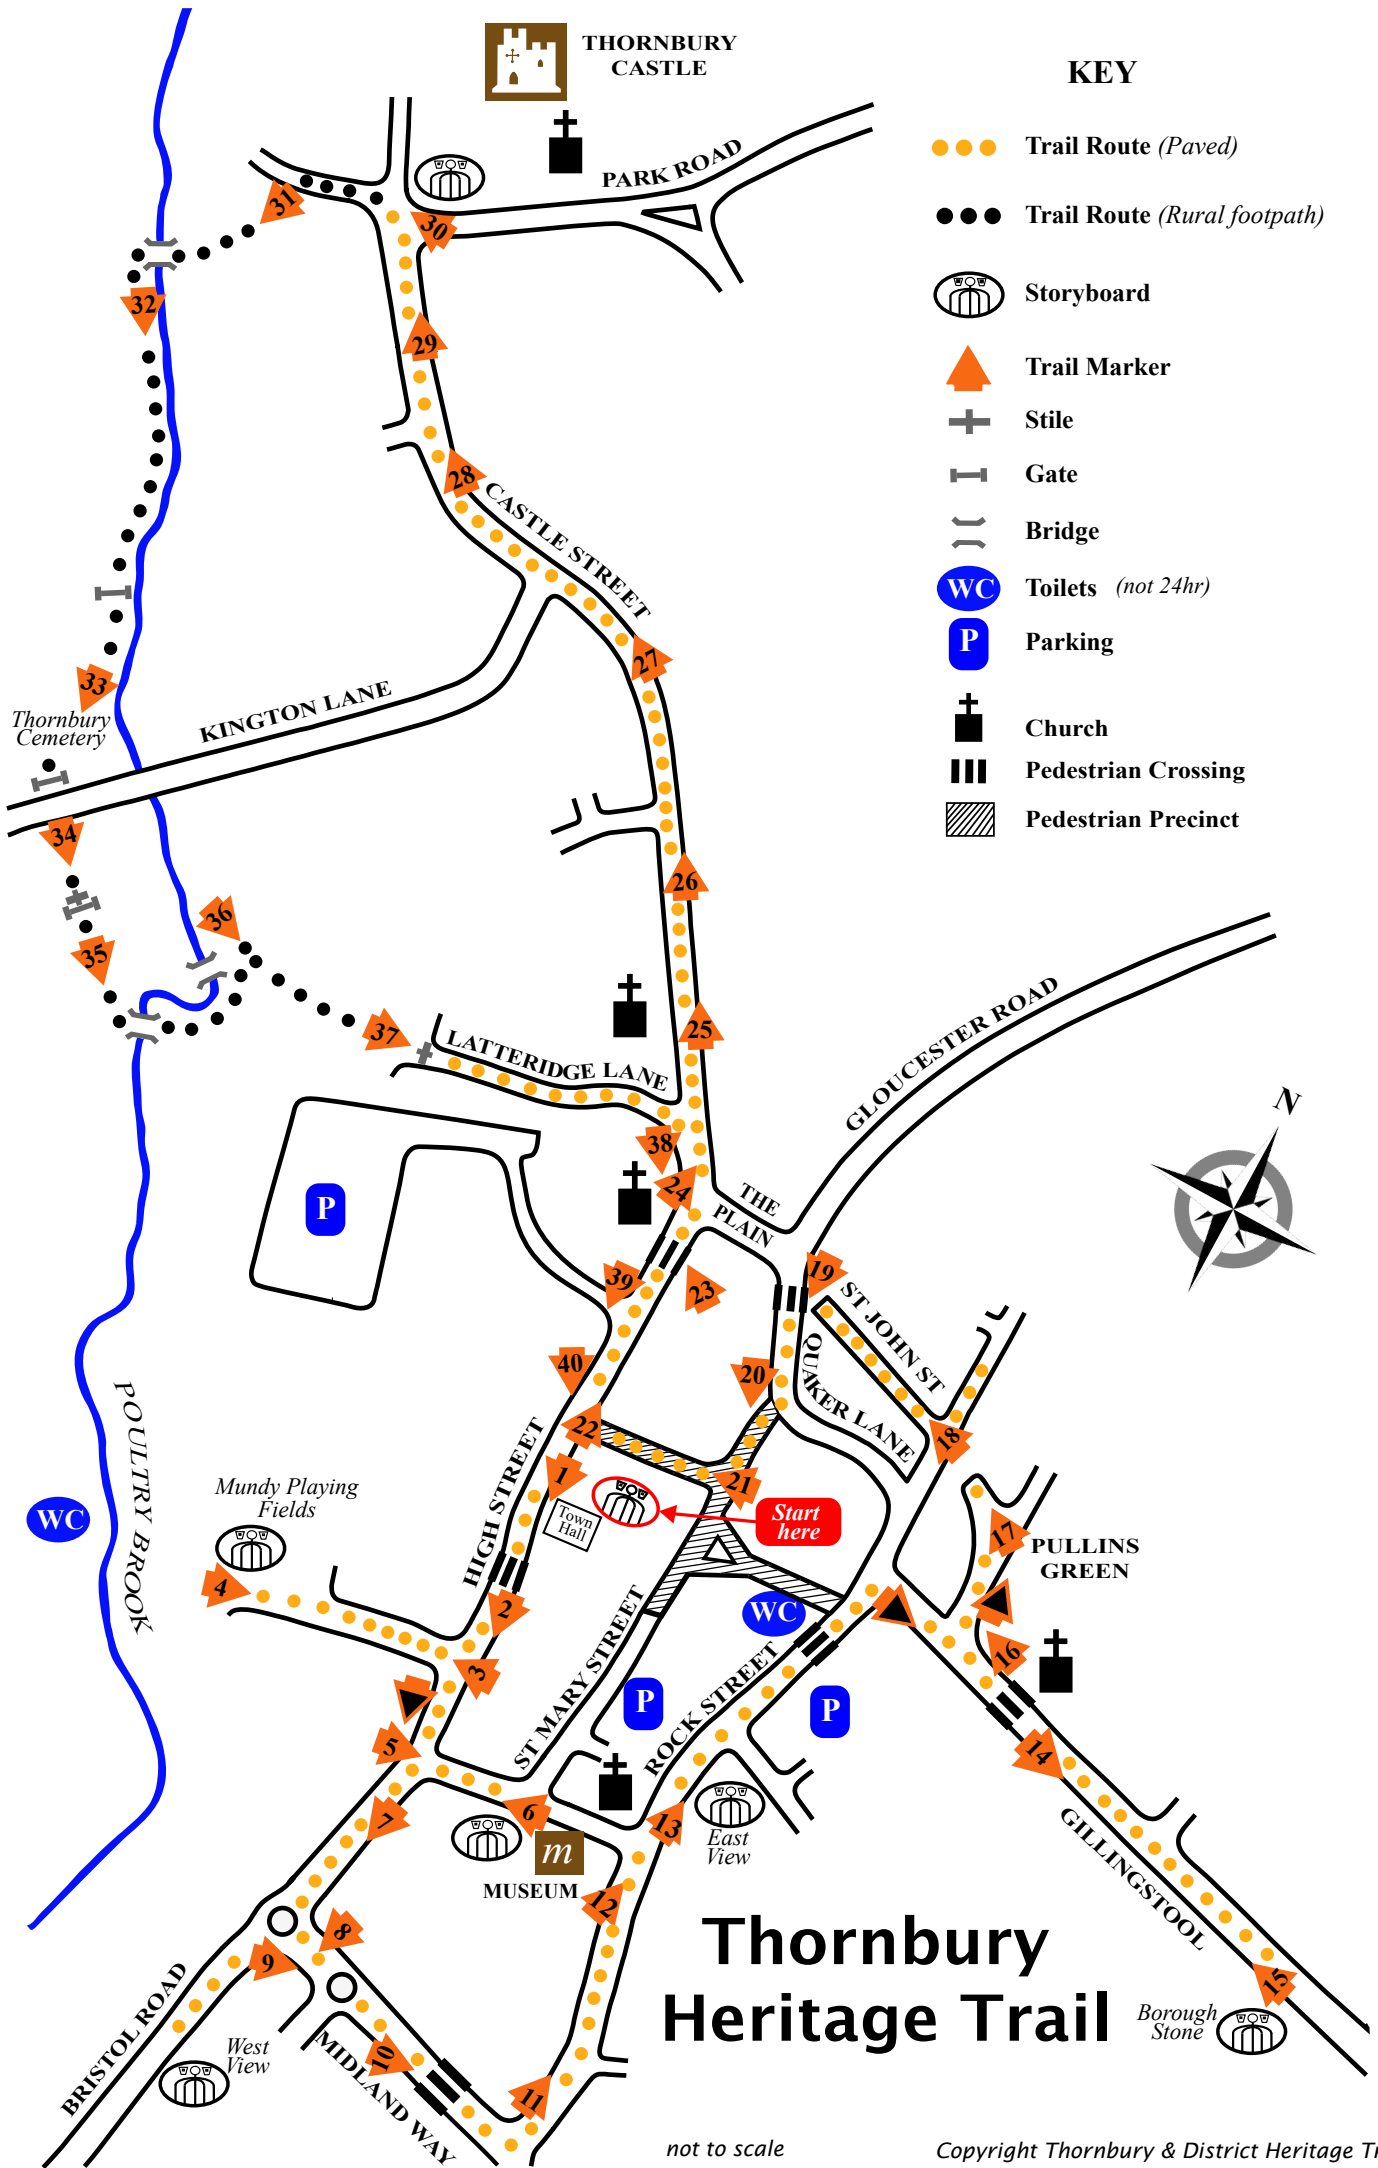 THORNBURY
CASTLE
KEY
Trail Route (Paved)
Trail Route (Rural footpath)
Storyboard
Trail Marker
Stile
Gate
Bridge
WC
Toilets (not 24hr)
P
Parking
Church
Pedestrian Crossing
Pedestrian Precinct
PARK ROAD
31
30
32
29
28
CASTLE STREET
27
33
Thornbury
Cemetery
KINGTON LANE
34
26
36
35
37
25
LATTERIDGE LANE
GLOUCESTER ROAD
N
38
24
THE
PLAIN
P
39
23
19
ST JOHN ST
QUAKER LANE
40
20
22
18
21
1
HIGH STREET
Town
Hall
Start
here
POULTRY BROOK
WC
Mundy Playing
Fields
17
PULLINS
GREEN
4
2
WC
16
3
ST MARY STREET
P
ROCK STREET
P
5
14
6
7
13
East
View
GILLINGSTOOL
m
MUSEUM
12
8
9
15
Thornbury
Heritage Trail
Borough
Stone
BRISTOL ROAD
West
View
10
MIDLAND WAY
11
not to scale
Copyright Thornbury & District Heritage Tr